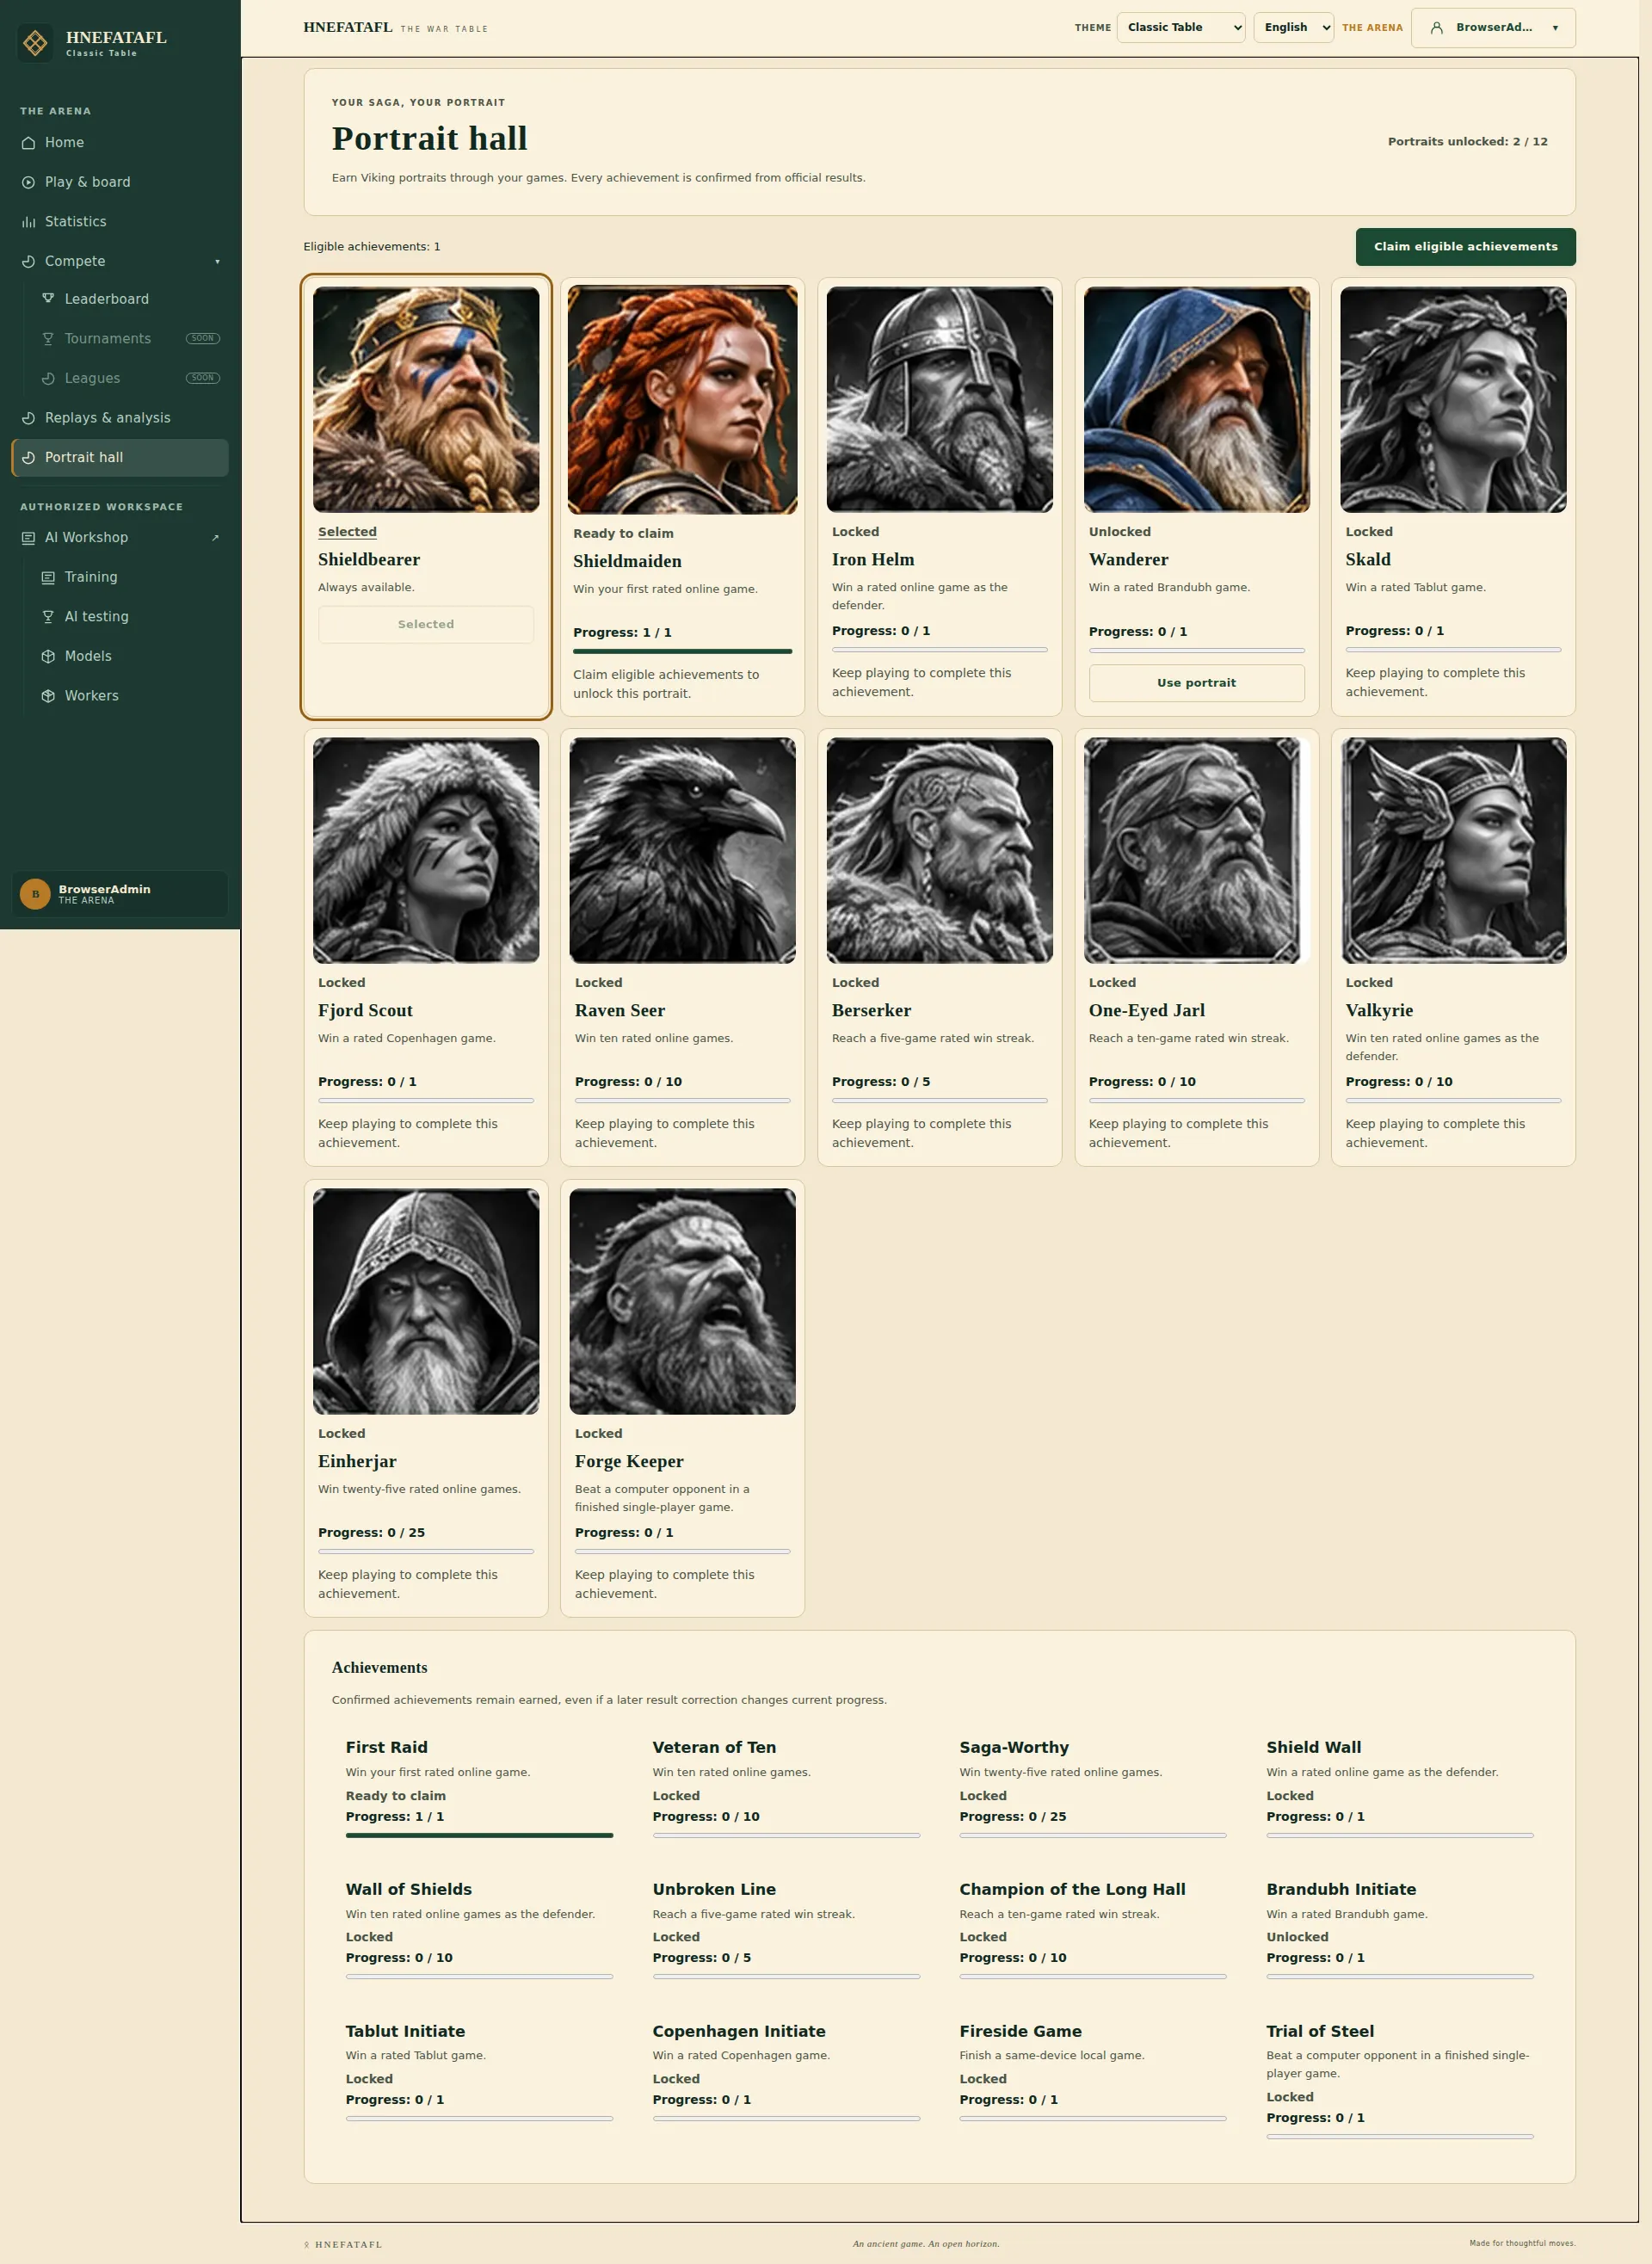 HNEFATAFL
Classic Table
THE ARENA
Home
Play & board
Statistics
Compete
Leaderboard
Tournaments SOON
Leagues SOON
Replays & analysis
Portrait hall
AUTHORIZED WORKSPACE
AI Workshop
Training
AI testing
Models
Workers
B BrowserAdmin
THE ARENA
HNEFATAFL THE WAR TABLE
THEME Classic Table English THE ARENA BrowserAd...
YOUR SAGA, YOUR PORTRAIT
Portrait hall
Portraits unlocked: 2 / 12
Earn Viking portraits through your games. Every achievement is confirmed from official results.
Eligible achievements: 1
Claim eligible achievements
Selected
Shieldbearer
Always available.
Selected
Ready to claim
Shieldmaiden
Win your first rated online game.
Progress: 1 / 1
Claim eligible achievements to
unlock this portrait.
Locked
Iron Helm
Win a rated online game as the
defender.
Progress: 0 / 1
Keep playing to complete this
achievement.
Unlocked
Wanderer
Win a rated Brandubh game.
Progress: 0 / 1
Use portrait
Locked
Skald
Win a rated Tablut game.
Progress: 0 / 1
Keep playing to complete this
achievement.
Locked
Fjord Scout
Win a rated Copenhagen game.
Progress: 0 / 1
Keep playing to complete this
achievement.
Locked
Raven Seer
Win ten rated online games.
Progress: 0 / 10
Keep playing to complete this
achievement.
Locked
Berserker
Reach a five-game rated win streak.
Progress: 0 / 5
Keep playing to complete this
achievement.
Locked
One-Eyed Jarl
Reach a ten-game rated win streak.
Progress: 0 / 10
Keep playing to complete this
achievement.
Locked
Valkyrie
Win ten rated online games as the
defender.
Progress: 0 / 10
Keep playing to complete this
achievement.
Locked
Einherjar
Win twenty-five rated online games.
Progress: 0 / 25
Keep playing to complete this
achievement.
Locked
Forge Keeper
Beat a computer opponent in a
finished single-player game.
Progress: 0 / 1
Keep playing to complete this
achievement.
Achievements
Confirmed achievements remain earned, even if a later result correction changes current progress.
First Raid
Win your first rated online game.
Ready to claim
Progress: 1 / 1
Veteran of Ten
Win ten rated online games.
Locked
Progress: 0 / 10
Saga-Worthy
Win twenty-five rated online games.
Locked
Progress: 0 / 25
Shield Wall
Win a rated online game as the defender.
Locked
Progress: 0 / 1
Wall of Shields
Win ten rated online games as the defender.
Locked
Progress: 0 / 10
Unbroken Line
Reach a five-game rated win streak.
Locked
Progress: 0 / 5
Champion of the Long Hall
Reach a ten-game rated win streak.
Locked
Progress: 0 / 10
Brandubh Initiate
Win a rated Brandubh game.
Unlocked
Progress: 0 / 1
Tablut Initiate
Win a rated Tablut game.
Locked
Progress: 0 / 1
Copenhagen Initiate
Win a rated Copenhagen game.
Locked
Progress: 0 / 1
Fireside Game
Finish a same-device local game.
Locked
Progress: 0 / 1
Trial of Steel
Beat a computer opponent in a finished single-
player game.
Locked
Progress: 0 / 1
HNEFATAFL
An ancient game. An open horizon.
Made for thoughtful moves.